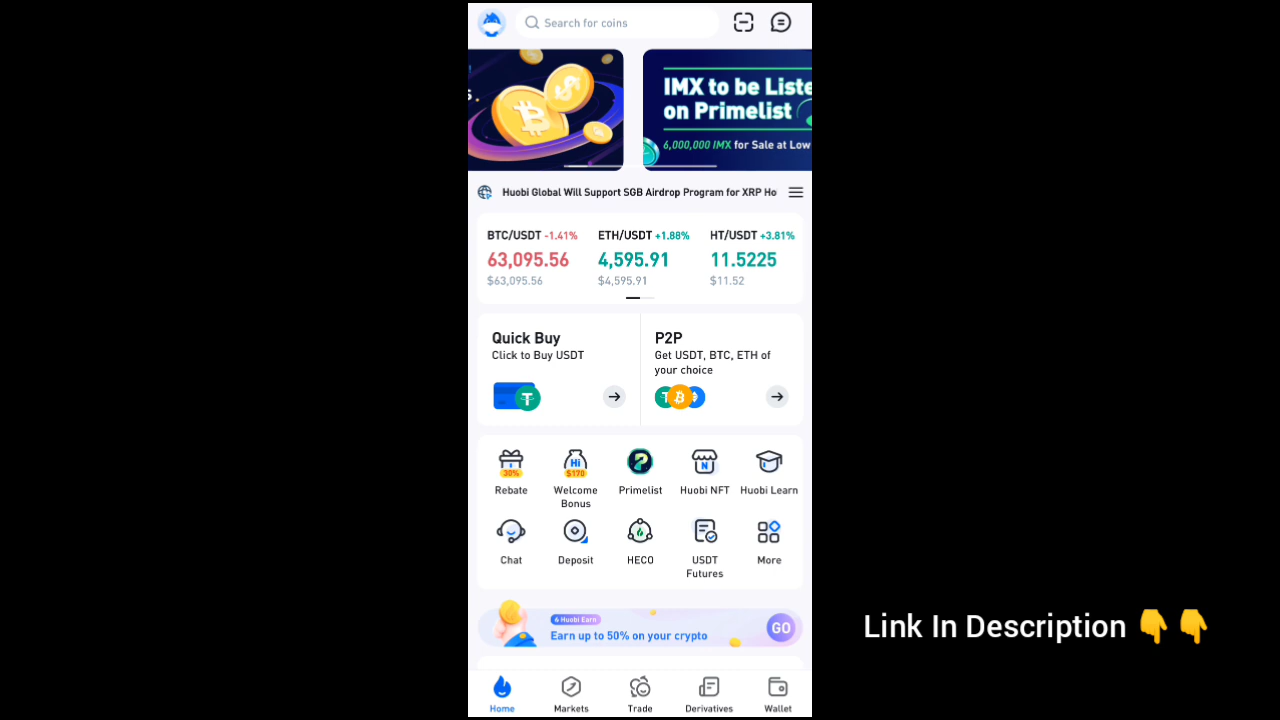 Search for coins
IMX to be Liste
on Primelist
6,000,000 IMX for Sale at Low
Huobi Global Will Support SGB Airdrop Program for XRP Ho
BTC/USDT -1.41%
63,095.56
$63,095.56
ETH/USDT +1.88%
4,595.91
$4,595.91
HT/USDT +3.81%
11.5225
$11.52
Quick Buy
Click to Buy USDT
P2P
Get USDT, BTC, ETH of
your choice
30%
Rebate
Hi
$170
Welcome
Bonus
Primelist
N
Huobi NFT
Huobi Learn
Chat
Deposit
HECO
USDT
Futures
More
Huobi Earn
Earn up to 50% on your crypto
GO
Link In Description 👇👇
Home
Markets
Trade
Derivatives
Wallet